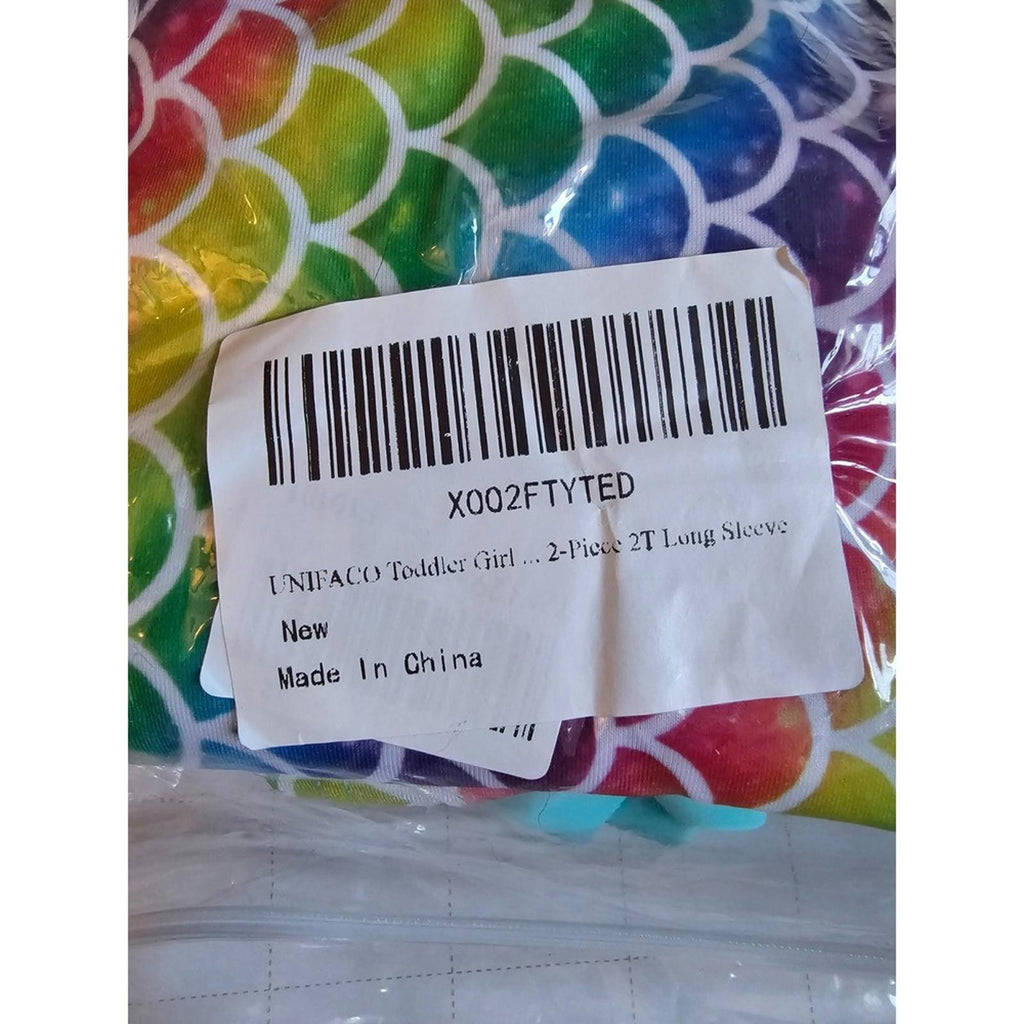 X002FTYTED
UNIFACO Toddler Girl ... 2-Piece 2T Long Sleeve
New
Made In China